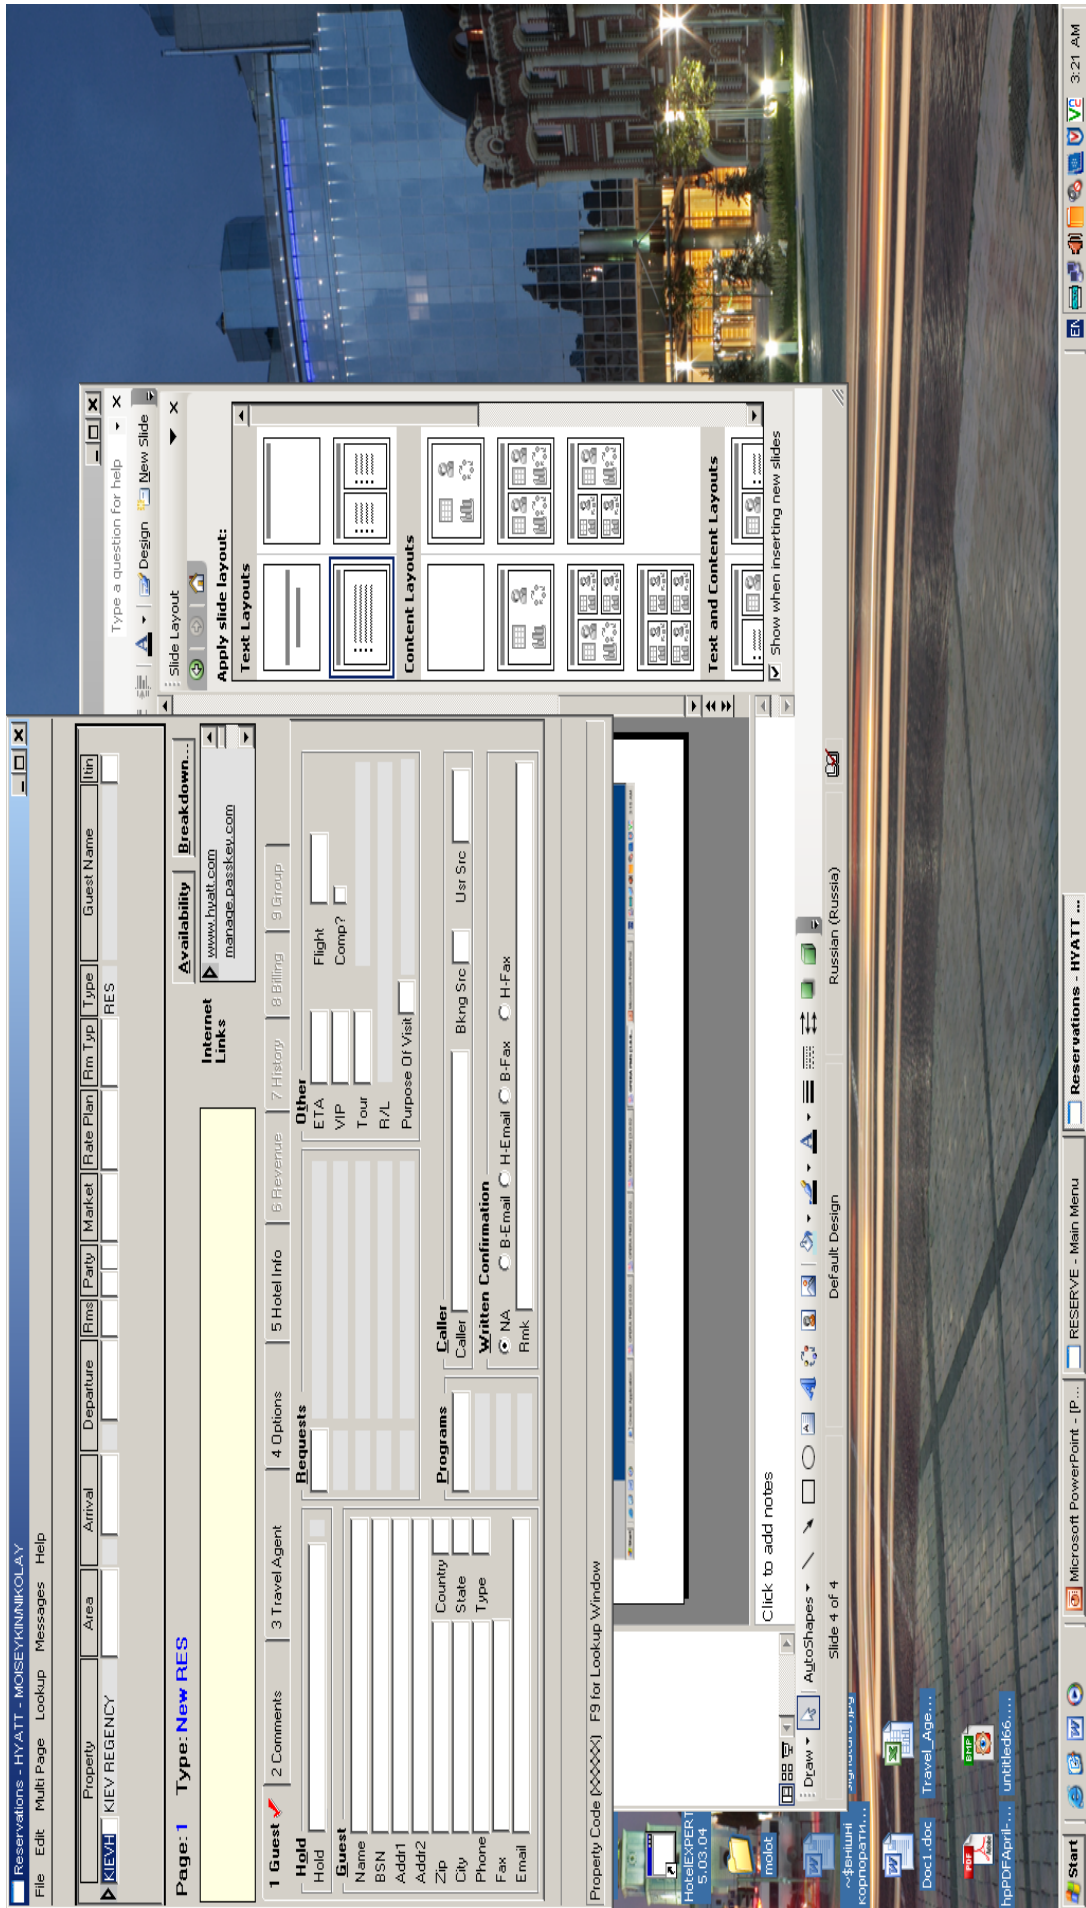 Reservations - HYATT - MOISEYKIN/NIKOLAY
File Edit Multi Page Lookup Messages Help
Property Area Arrival Departure Rms Party Market Rate Plan Rm Typ Type Guest Name Itin
KIEVH KIEV REGENCY RES
Page: 1 Type: New RES
Availability Breakdown...
Internet Links
www.hyatt.com
manage.passkey.com
1 Guest 2 Comments 3 Travel Agent 4 Options 5 Hotel Info 6 Revenue 7 History 8 Billing 9 Group
Hold
Hold
Guest
Name
BSN
Addr1
Addr2
Zip Country
City State
Phone Type
Fax
Email
Requests
Programs
Other
ETA Flight
VIP Comp?
Tour
R/L
Purpose Of Visit
Caller
Caller Bkng Src Usr Src
Written Confirmation
NA B-Email H-Email B-Fax H-Fax
Rmk
Property Code (XXXXXX) F9 for Lookup Window
Type a question for help
Design New Slide
Slide Layout
Apply slide layout:
Text Layouts
Content Layouts
Text and Content Layouts
Show when inserting new slides
Click to add notes
Draw AutoShapes
Slide 4 of 4 Default Design Russian (Russia)
HotelEXPERT 5.03.04
molot
~$внішні корпорати...
Doc1.doc
Travel_Age...
hpPDFApril-...
untitled66....
Start
Microsoft PowerPoint - [P...
RESERVE - Main Menu
Reservations - HYATT ...
EN
3:21 AM